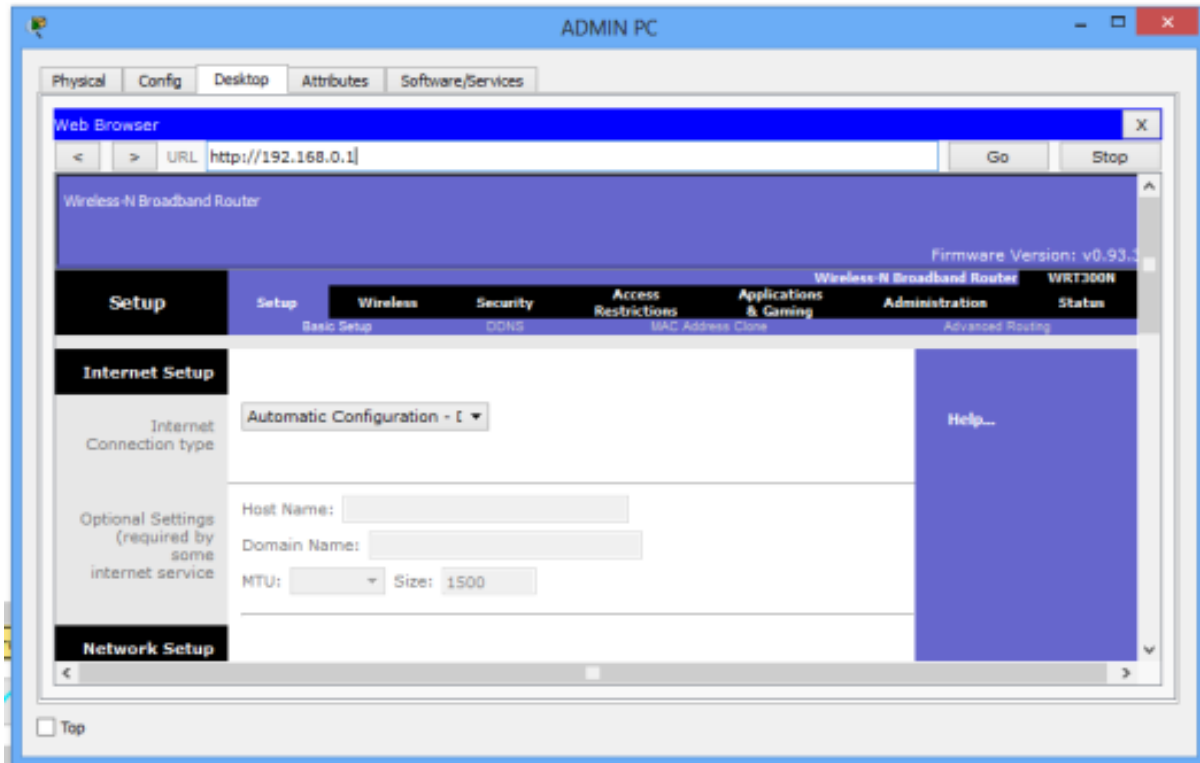 ADMIN PC
Physical Config Desktop Attributes Software/Services
Web Browser X
< > URL http://192.168.0.1 Go Stop
Wireless-N Broadband Router
Firmware Version: v0.93.3
Wireless-N Broadband Router WRT300N
Setup Setup Wireless Security Access Restrictions Applications & Gaming Administration Status
Basic Setup DDNS MAC Address Clone Advanced Routing
Internet Setup
Internet
Connection type
Automatic Configuration - D
Help...
Optional Settings
(required by
some
internet service
Host Name:
Domain Name:
MTU: Size: 1500
Network Setup
Top